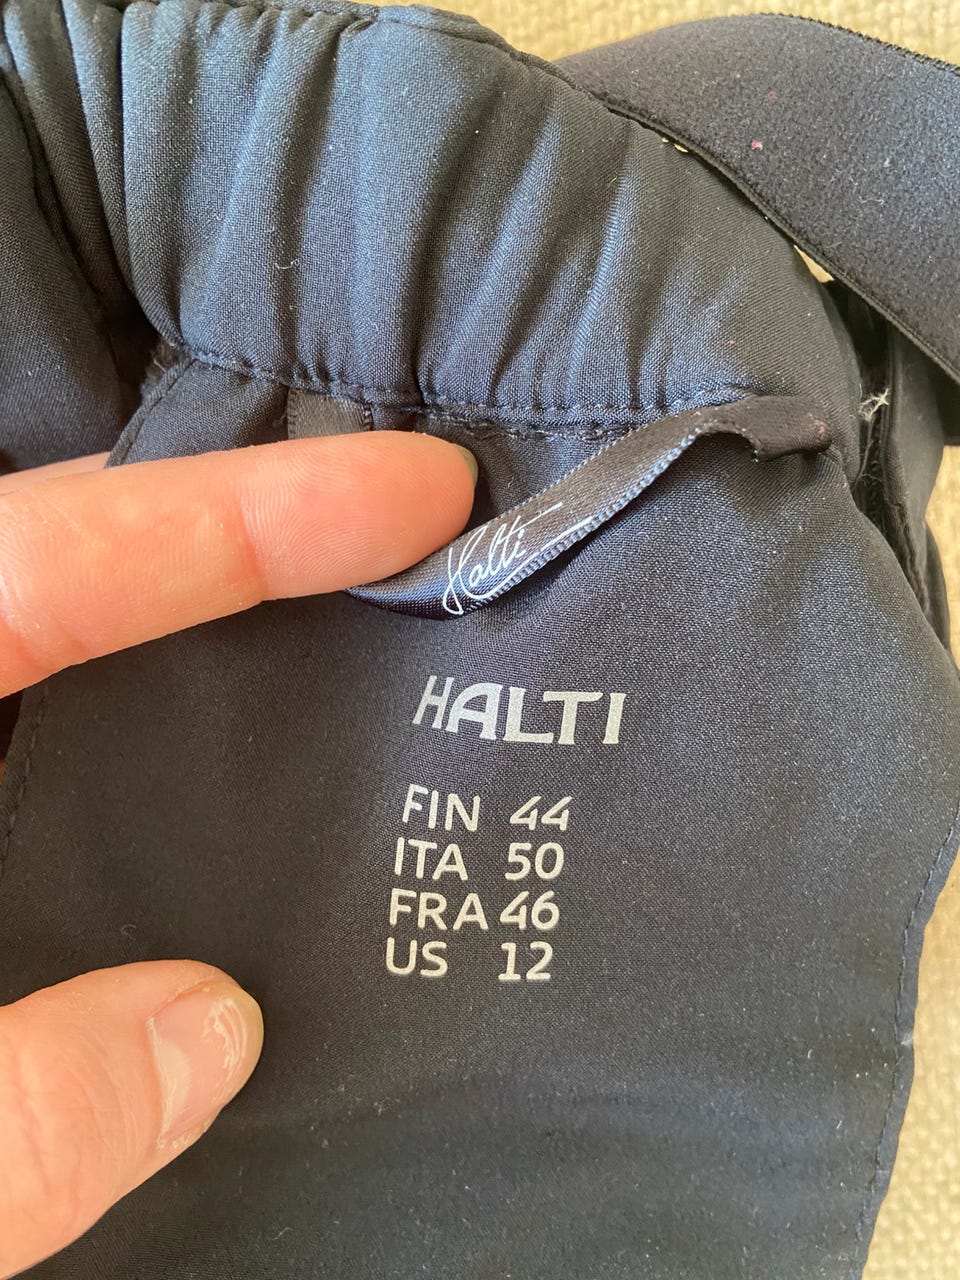 Halti
HALTI
FIN 44
ITA 50
FRA 46
US 12